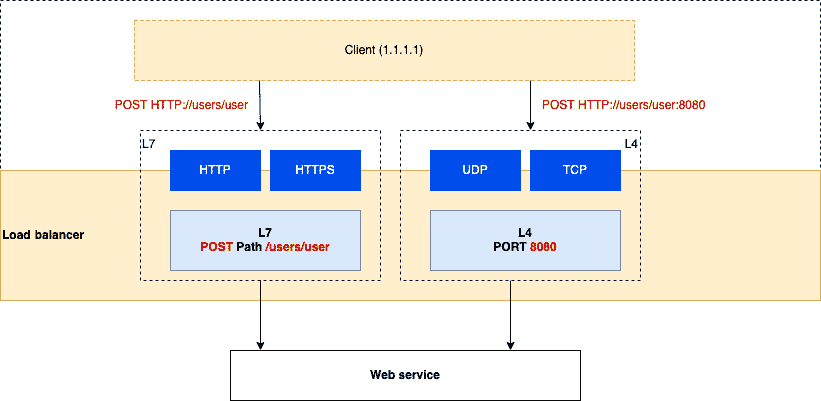 Client (1.1.1.1)
POST HTTP://users/user
POST HTTP://users/user:8080
L7
L4
HTTP
HTTPS
UDP
TCP
Load balancer
L7
POST Path /users/user
L4
PORT 8080
Web service